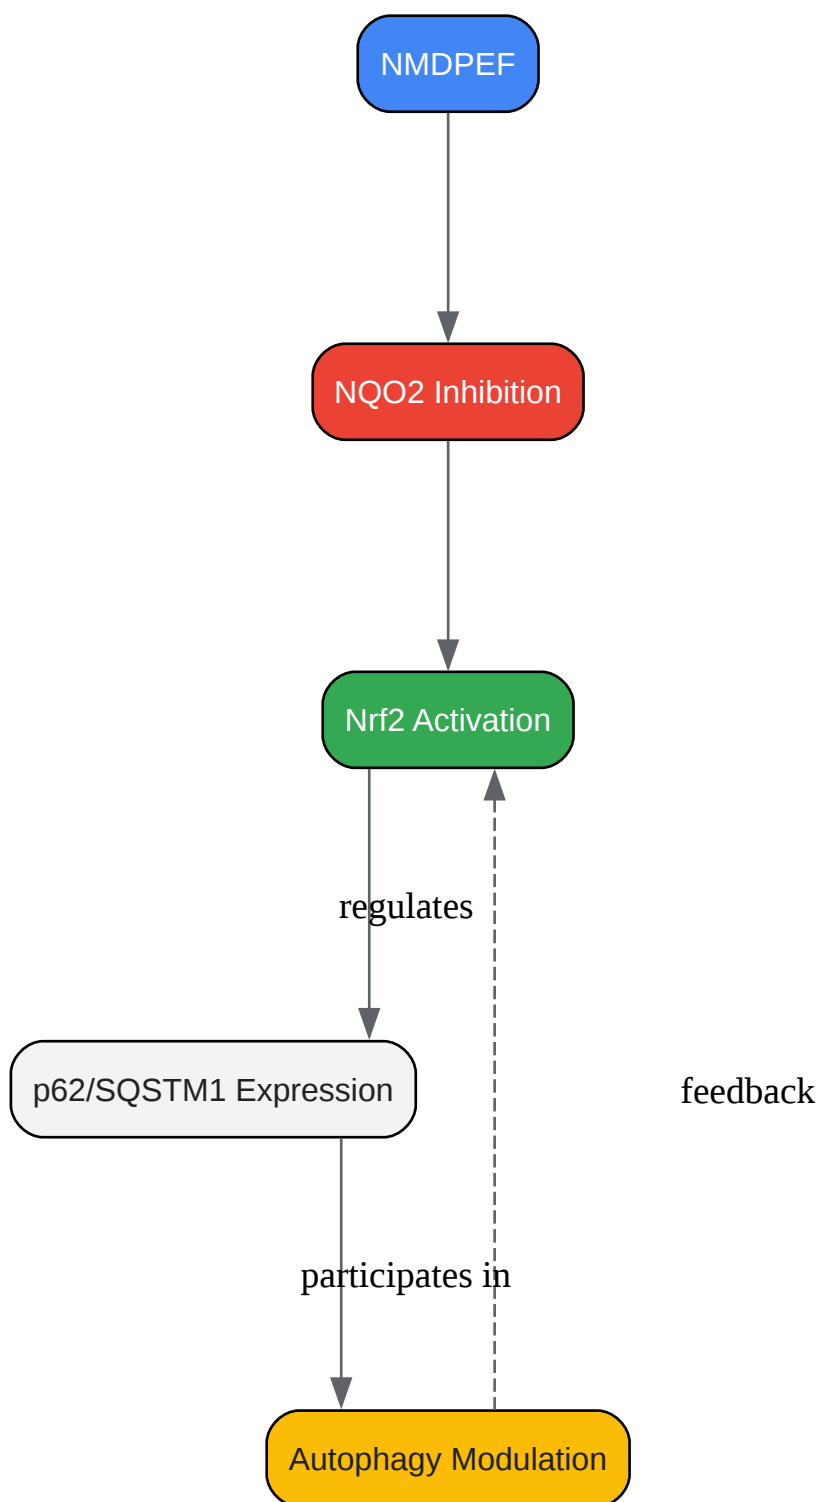 NMDPEF
NQO2 Inhibition
Nrf2 Activation
regulates
p62/SQSTM1 Expression
feedback
participates in
Autophagy Modulation